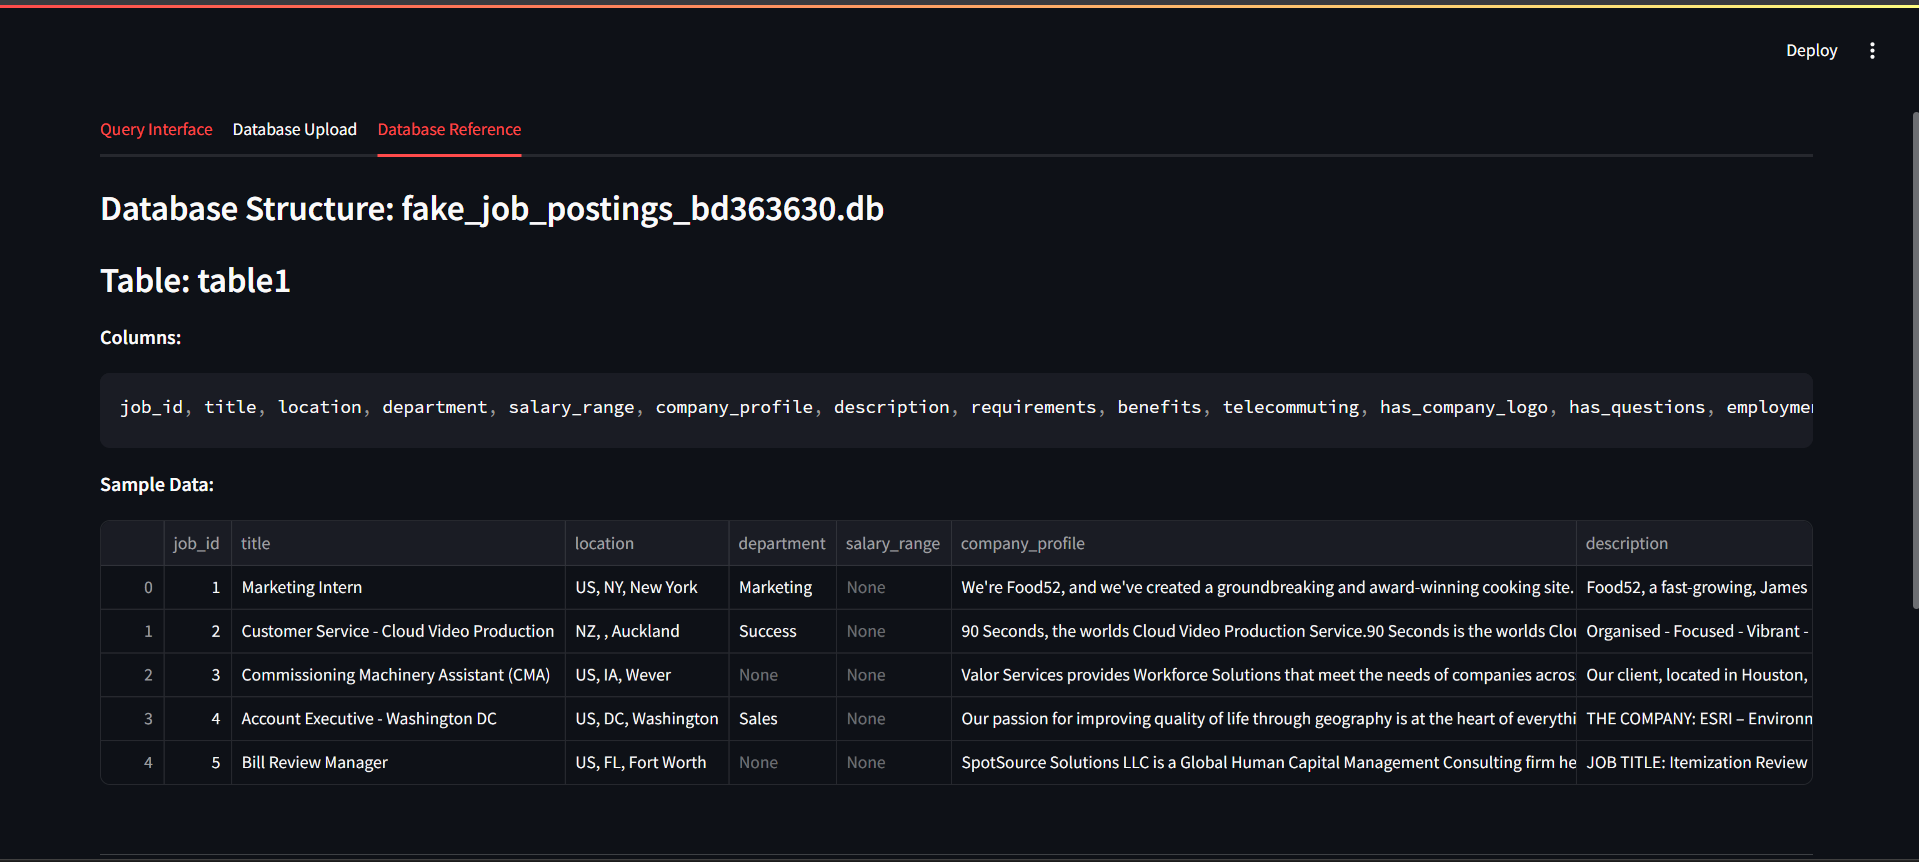 Deploy
Query Interface Database Upload Database Reference
Database Structure: fake_job_postings_bd363630.db
Table: table1
Columns:
job_id, title, location, department, salary_range, company_profile, description, requirements, benefits, telecommuting, has_company_logo, has_questions, employmen
Sample Data:
job_id title location department salary_range company_profile description
0 1 Marketing Intern US, NY, New York Marketing None We're Food52, and we've created a groundbreaking and award-winning cooking site. Food52, a fast-growing, James
1 2 Customer Service - Cloud Video Production NZ, , Auckland Success None 90 Seconds, the worlds Cloud Video Production Service.90 Seconds is the worlds Clou Organised - Focused - Vibrant -
2 3 Commissioning Machinery Assistant (CMA) US, IA, Wever None None Valor Services provides Workforce Solutions that meet the needs of companies across Our client, located in Houston,
3 4 Account Executive - Washington DC US, DC, Washington Sales None Our passion for improving quality of life through geography is at the heart of everythi THE COMPANY: ESRI – Environm
4 5 Bill Review Manager US, FL, Fort Worth None None SpotSource Solutions LLC is a Global Human Capital Management Consulting firm he JOB TITLE: Itemization Review